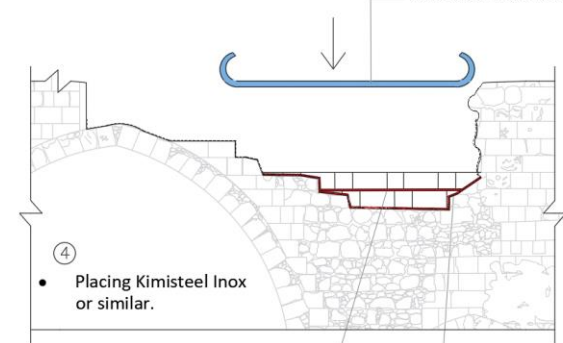 ④
• Placing Kimisteel Inox
or similar.